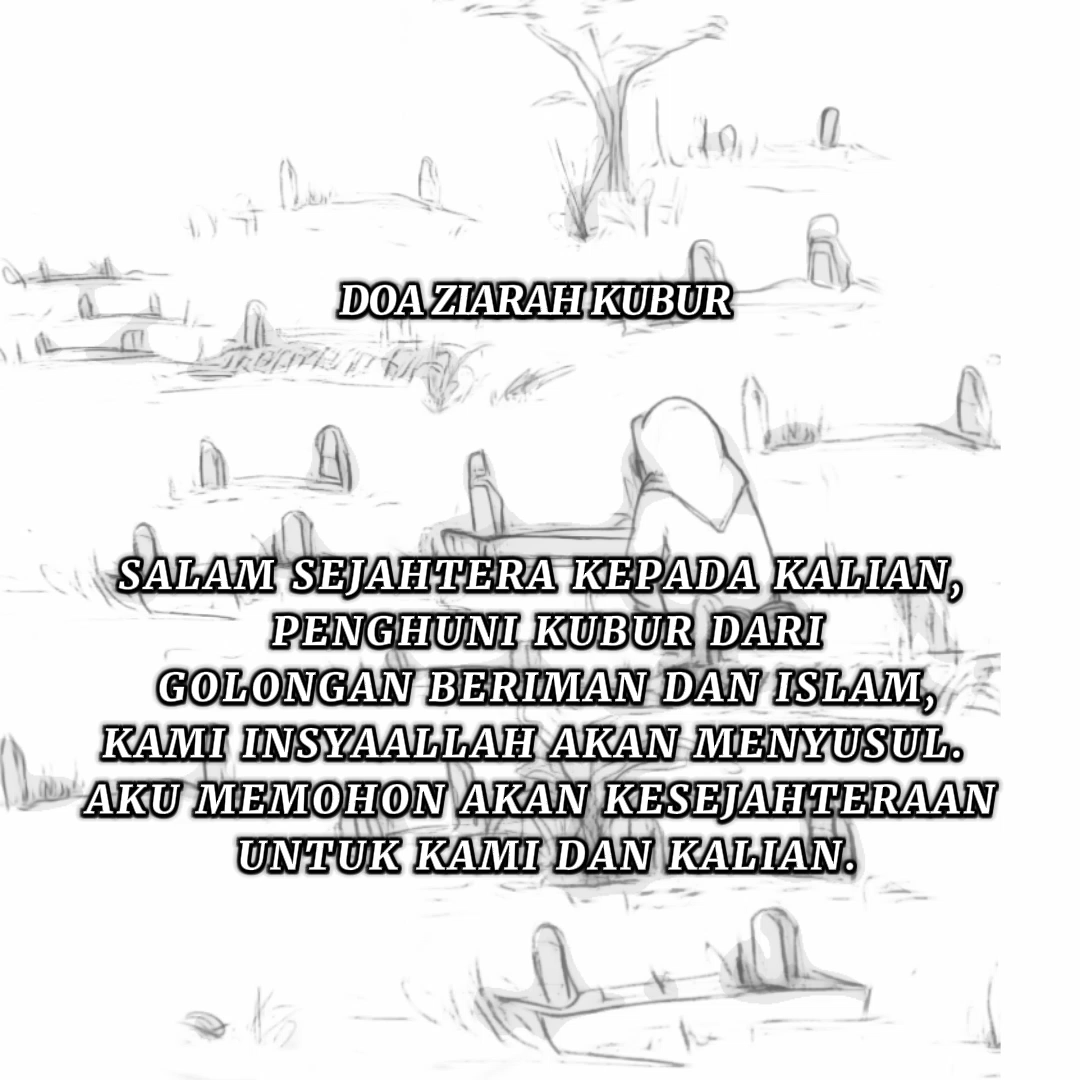 DOA ZIARAH KUBUR
SALAM SEJAHTERA KEPADA KALIAN,
PENGHUNI KUBUR DARI
GOLONGAN BERIMAN DAN ISLAM,
KAMI INSYAALLAH AKAN MENYUSUL.
AKU MEMOHON AKAN KESEJAHTERAAN
UNTUK KAMI DAN KALIAN.